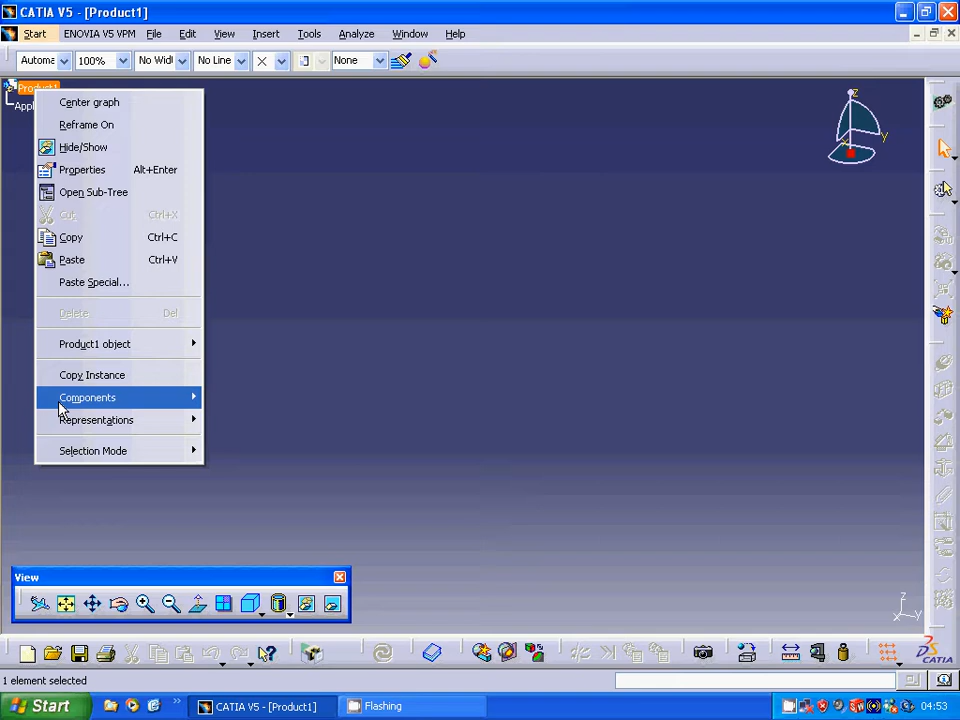 CATIA V5 - [Product1]
Start ENOVIA V5 VPM File Edit View Insert Tools Analyze Window Help
Automa 100% No Widl No Line None
Product1
Appl
Center graph
Reframe On
Hide/Show
Properties Alt+Enter
Open Sub-Tree
Cut Ctrl+X
Copy Ctrl+C
Paste Ctrl+V
Paste Special...
Delete Del
Product1 object
Copy Instance
Components
Representations
Selection Mode
z
y
x
View
z
x y
CATIA
1 element selected
Start CATIA V5 - [Product1] Flashing 04:53